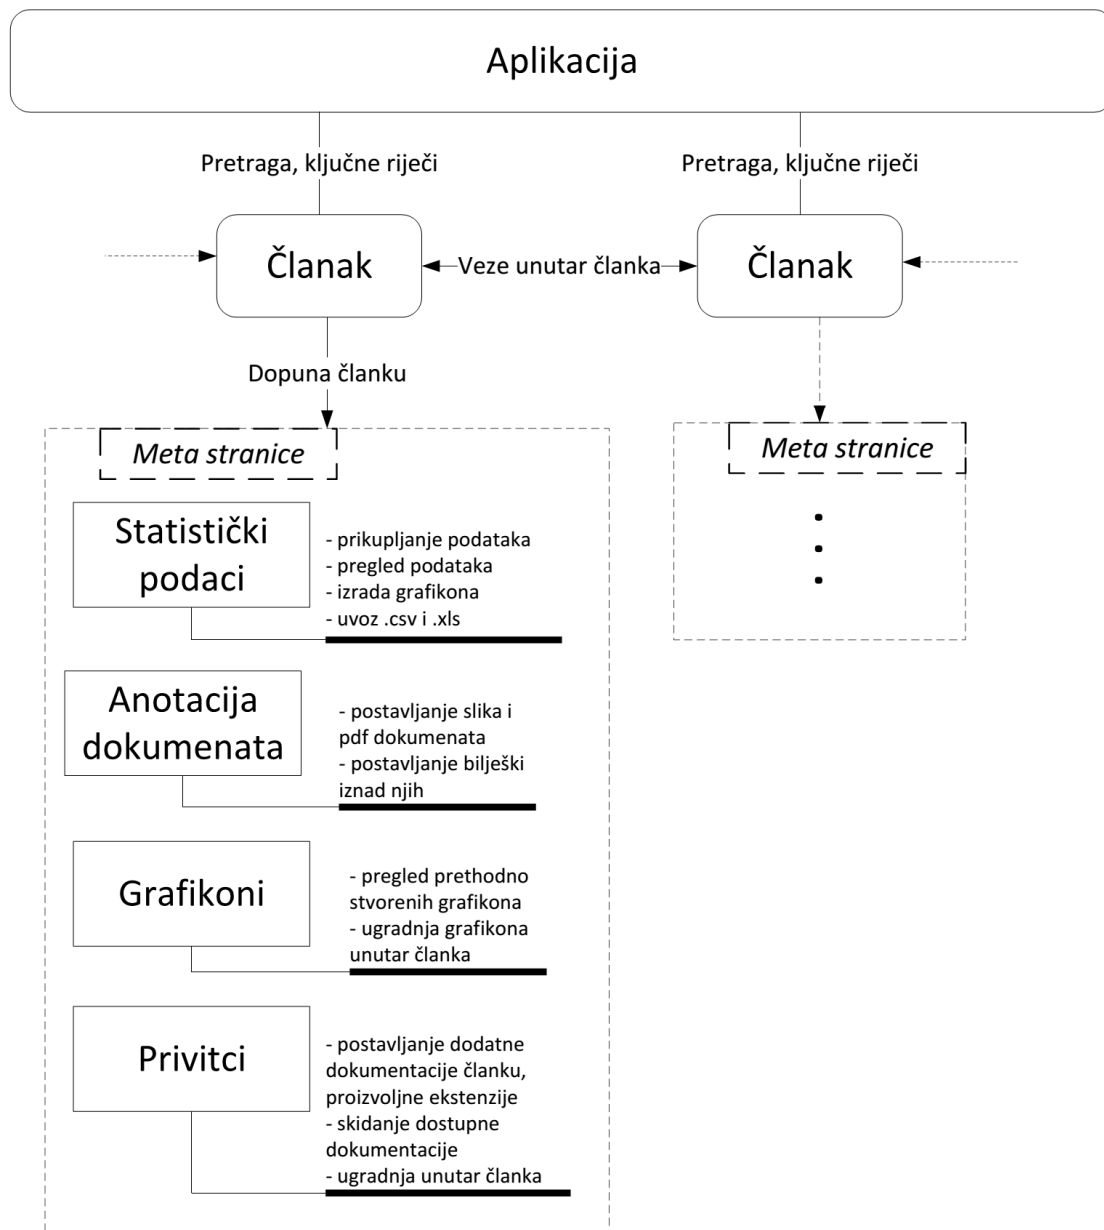 Aplikacija
Pretraga, ključne riječi
Pretraga, ključne riječi
Članak
Veze unutar članka
Članak
Dopuna članku
Meta stranice
Meta stranice
Statistički
podaci
- prikupljanje podataka
- pregled podataka
- izrada grafikona
- uvoz .csv i .xls
Anotacija
dokumenata
- postavljanje slika i
pdf dokumenata
- postavljanje bilješki
iznad njih
Grafikoni
- pregled prethodno
stvorenih grafikona
- ugradnja grafikona
unutar članka
Privitci
- postavljanje dodatne
dokumentacije članku,
proizvoljne ekstenzije
- skidanje dostupne
dokumentacije
- ugradnja unutar članka